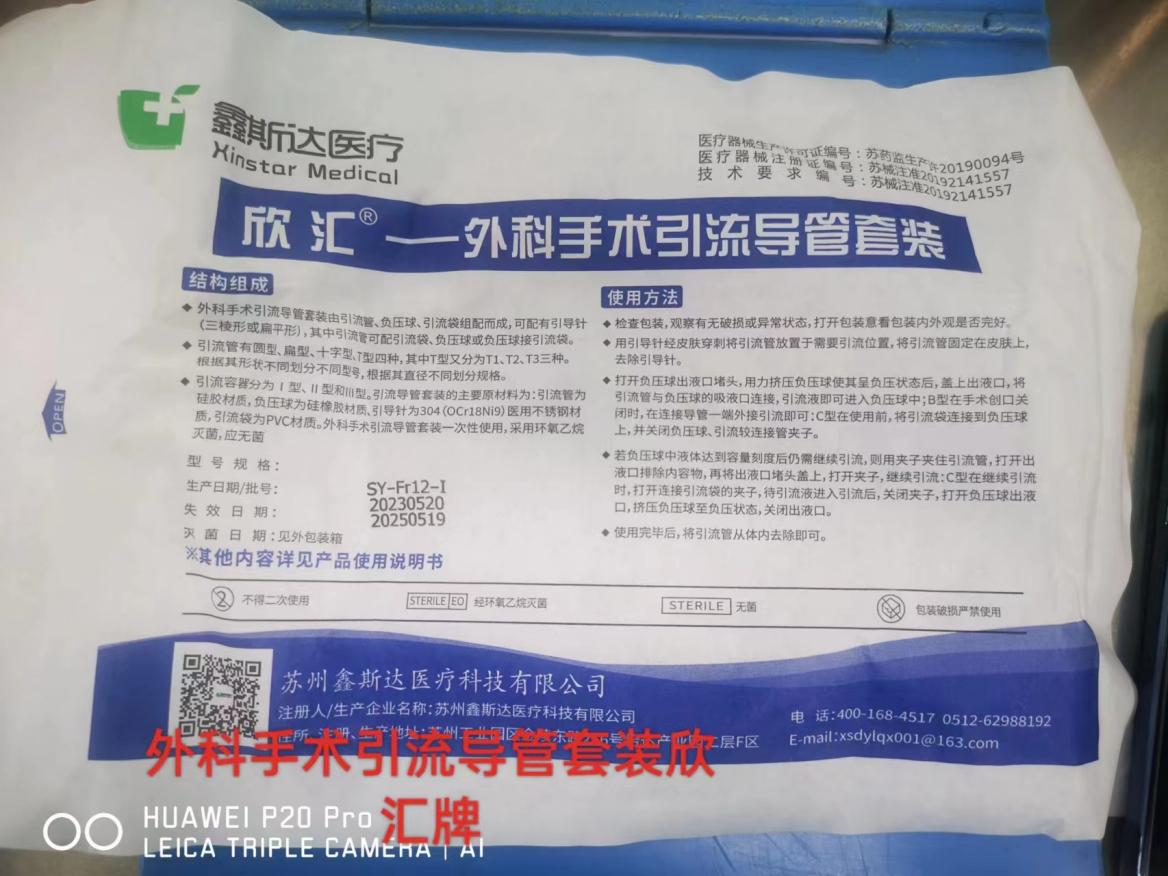 鑫斯达医疗
Xinstar Medical
医疗器械生产许可证编号：苏药监生产许20190094号
医疗器械注册证编号：苏械注准20192141557
技术要求编号：苏械注准20192141557
欣汇®—外科手术引流导管套装
结构组成
◆ 外科手术引流导管套装由引流管、负压球、引流袋组配而成，可配有引导针
（三棱形或扁平形），其中引流管可配引流袋、负压球或负压球接引流袋。
◆ 引流管有圆型、扁型、十字型、T型四种，其中T型又分为T1、T2、T3三种。
根据其形状不同划分不同型号，根据其直径不同划分规格。
◆ 引流容器分为Ⅰ型、Ⅱ型和Ⅲ型。引流导管套装的主要原材料为：引流管为
硅胶材质，负压球为硅橡胶材质、引导针为304（OCr18Ni9）医用不锈钢材
质，引流袋为PVC材质。外科手术引流导管套装一次性使用，采用环氧乙烷
灭菌，应无菌
型号规格：
SY-Fr12-I
生产日期/批号：
20230520
失效日期：
20250519
灭菌日期：见外包装箱
※其他内容详见产品使用说明书
使用方法
◆ 检查包装，观察有无破损或异常状态，打开包装意看包装内外观是否完好。
◆ 用引导针经皮肤穿刺将引流管放置于需要引流位置，将引流管固定在皮肤上，
去除引导针。
◆ 打开负压球出液口堵头，用力挤压负压球使其呈负压状态后，盖上出液口，将
引流管与负压球的吸液口连接，引流液即可进入负压球中；B型在手术创口关
闭时，在连接导管一端外接引流即可：C型在使用前，将引流袋连接到负压球
上，并关闭负压球、引流较连接管夹子。
◆ 若负压球中液体达到容量刻度后仍需继续引流，则用夹子夹住引流管，打开出
液口排除内容物，再将出液口堵头盖上，打开夹子，继续引流：C型在继续引流
时，打开连接引流袋的夹子，待引流液进入引流后，关闭夹子，打开负压球出液
口，挤压负压球至负压状态，关闭出液口。
◆ 使用完毕后，将引流管从体内去除即可。
OPEN
2 不得二次使用
STERILE EO 经环氧乙烷灭菌
STERILE 无菌
包装破损严禁使用
苏州鑫斯达医疗科技有限公司
注册人/生产企业名称：苏州鑫斯达医疗科技有限公司
住所、注册、生产地址：苏州工业园区
二层F区
电 话：400-168-4517 0512-62988192
E-mail：xsdylqx001@163.com
外科手术引流导管套装欣
汇牌
HUAWEI P20 Pro
LEICA TRIPLE CAMERA | AI